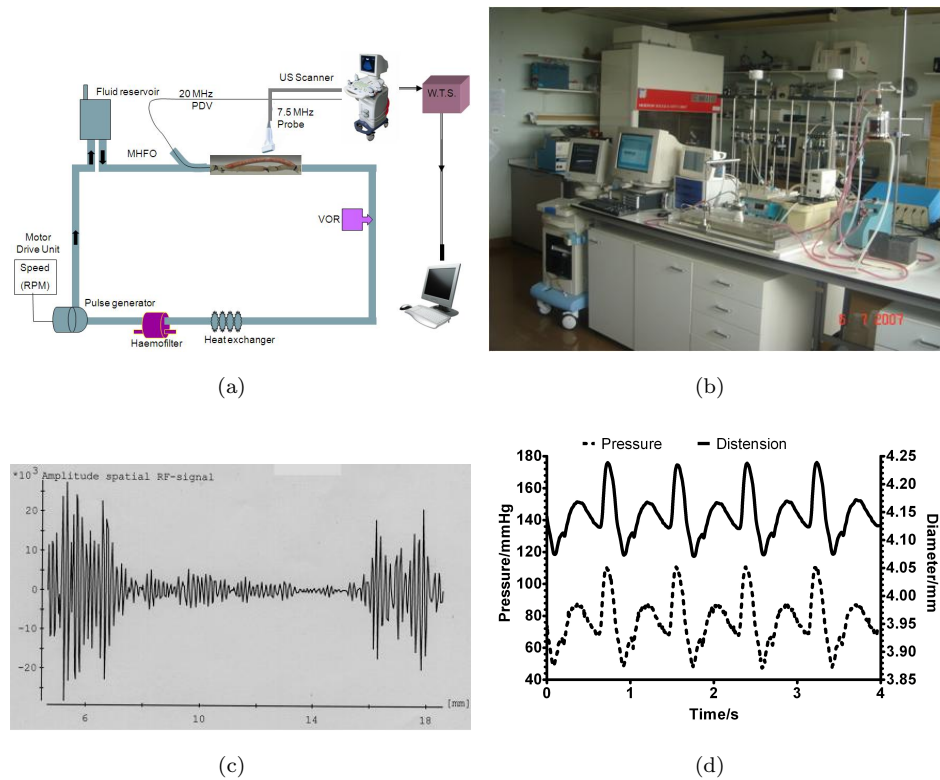 US Scanner
20 MHz
PDV
W.T.S.
Fluid reservoir
7.5 MHz
Probe
MHFO
VOR
Motor
Drive Unit
Speed
(RPM)
Pulse generator
Haemofilter
Heat exchanger
(a)
6 7 2007
(b)
*10³ Amplitude spatial RF-signal
20
10
0
-10
-20
[mm]
6 10 14 18
(c)
Pressure Distension
180 4.25
160 4.20
140 4.15
120 4.10
100 4.05
80 4.00
60 3.95
40 3.90
3.85
Pressure/mmHg
Diameter/mm
0 1 2 3 4
Time/s
(d)